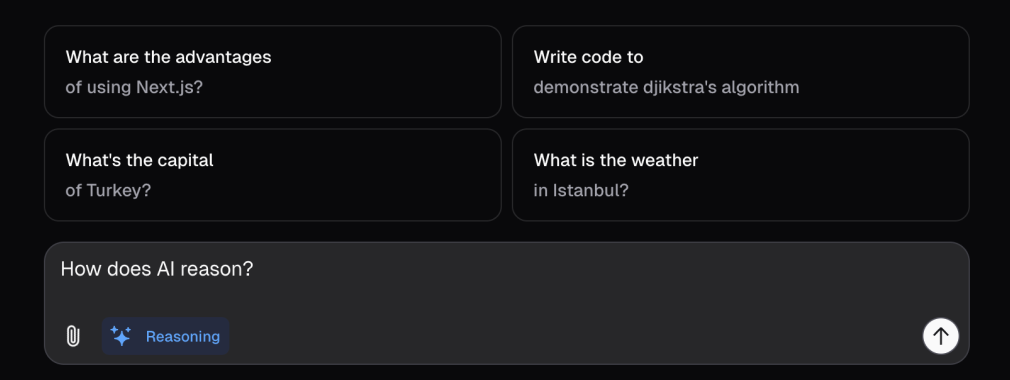 What are the advantages
of using Next.js?
Write code to
demonstrate djikstra's algorithm
What's the capital
of Turkey?
What is the weather
in Istanbul?
How does AI reason?
Reasoning